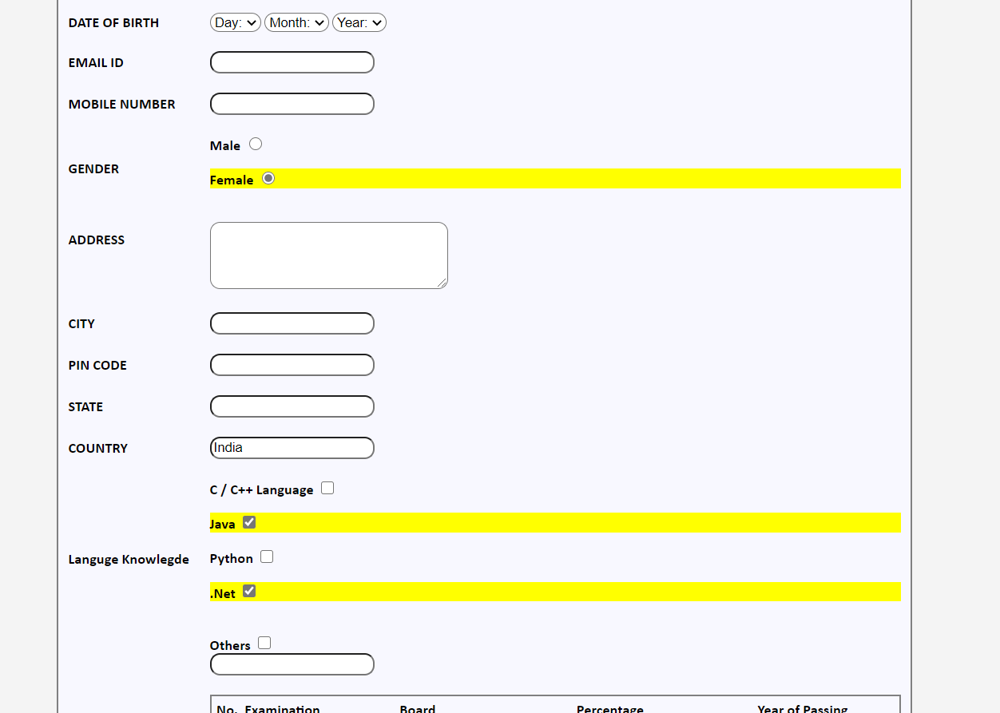 DATE OF BIRTH Day: Month: Year:
EMAIL ID
MOBILE NUMBER
Male
GENDER
Female
ADDRESS
CITY
PIN CODE
STATE
COUNTRY India
C / C++ Language
Java
Languge Knowlegde Python
.Net
Others
No. Examination Board Percentage Year of Passing